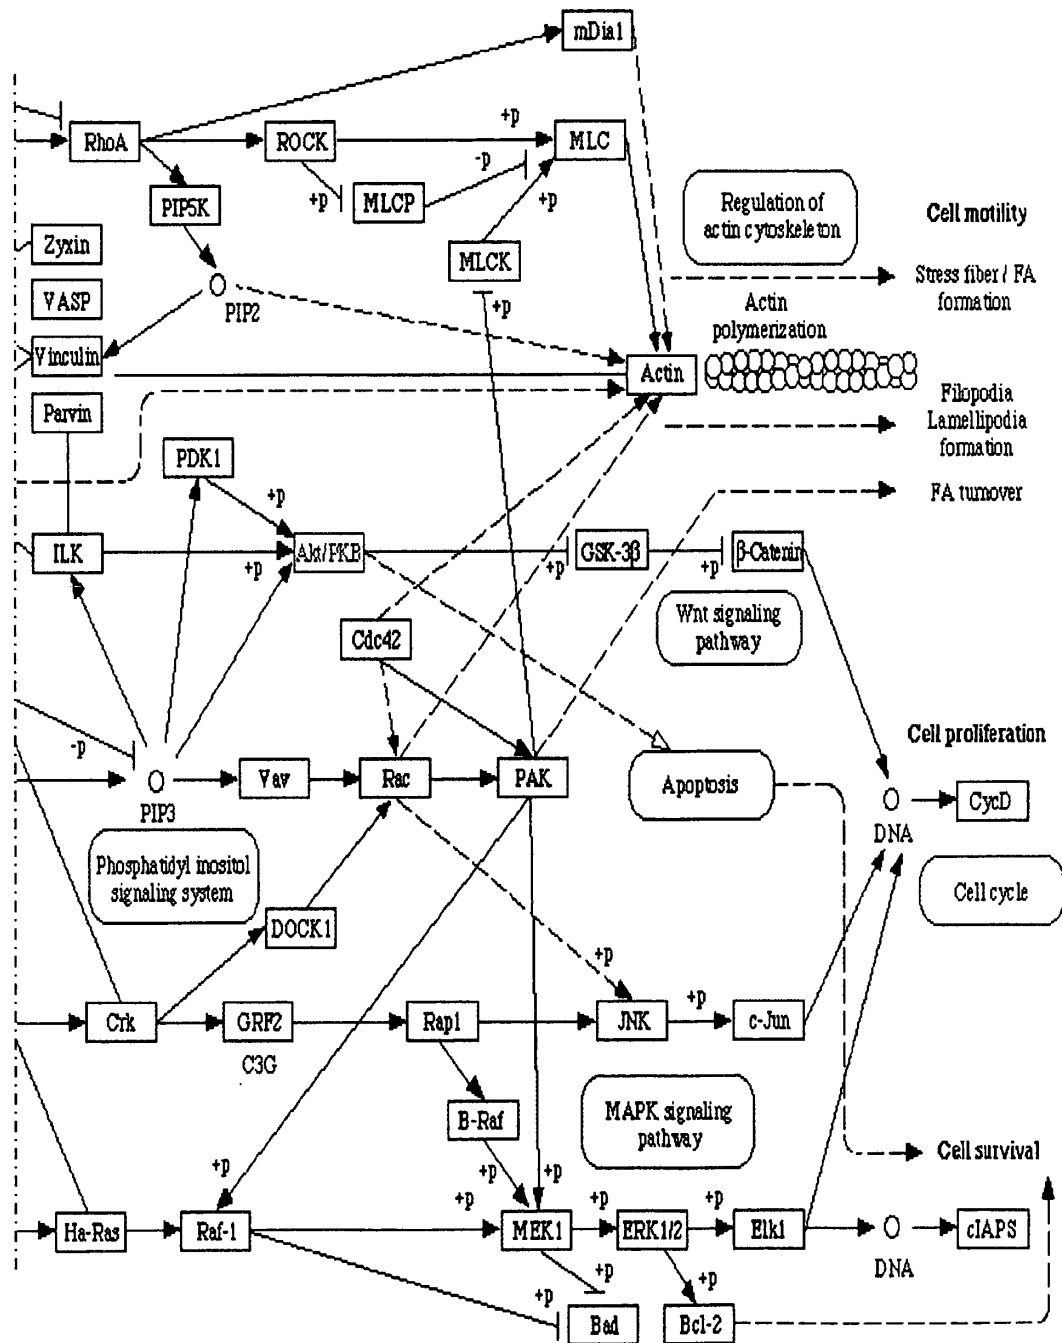 mDia1
+p
RhoA
ROCK
MLC
-p
+p
MLCP
+p
PIP5K
Regulation of
actin cytoskeleton
Cell motility
Zyxin
MLCK
VASP
PIP2
+p
Stress fiber / FA
formation
Actin
polymerization
Vinculin
Actin
Parvin
Filopodia
Lamellipodia
formation
PDK1
+p
FA turnover
ILK
+p
Akt/PKB
GSK-3β
+p
+p
β-Catenin
Cdc42
Wnt signaling
pathway
-p
Cell proliferation
PIP3
Vav
Rac
PAK
Apoptosis
CycD
DNA
Phosphatidyl inositol
signaling system
Cell cycle
DOCK1
+p
Crk
GRF2
Rap1
JNK
+p
c-Jun
C3G
B-Raf
MAPK signaling
pathway
Cell survival
+p
+p
+p
+p
+p
+p
Ha-Ras
Raf-1
MEK1
ERK1/2
Elk1
cIAPS
DNA
+p
+p
+p
Bad
Bcl-2